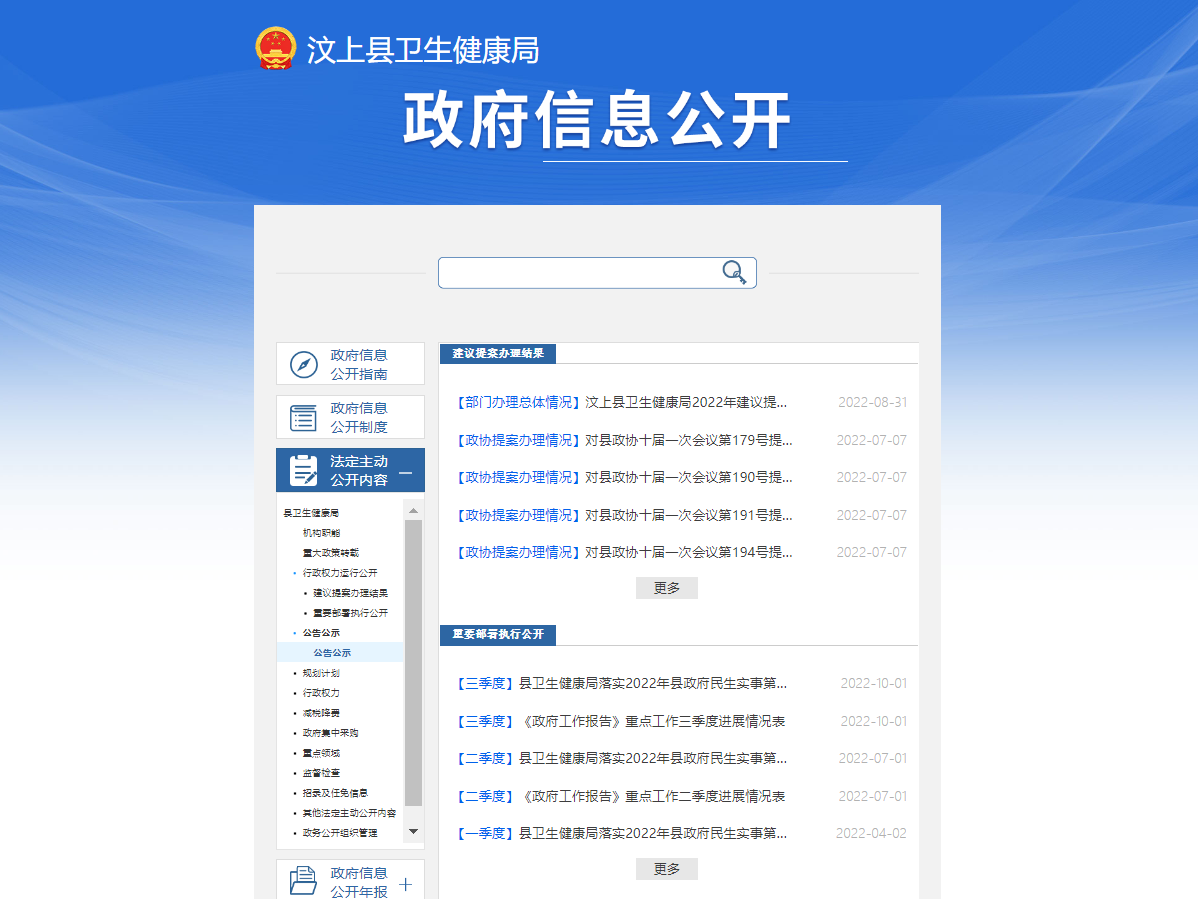 汶上县卫生健康局
政府信息公开
政府信息
公开指南
政府信息
公开制度
法定主动
公开内容
县卫生健康局
机构职能
重大政策转载
行政权力运行公开
建议提案办理结果
重要部署执行公开
公告公示
公告公示
规划计划
行政权力
减税降费
政府集中采购
重点领域
监督检查
招录及任免信息
其他法定主动公开内容
政务公开组织管理
政府信息
公开年报
建议提案办理结果
【部门办理总体情况】汶上县卫生健康局2022年建议提... 2022-08-31
【政协提案办理情况】对县政协十届一次会议第179号提... 2022-07-07
【政协提案办理情况】对县政协十届一次会议第190号提... 2022-07-07
【政协提案办理情况】对县政协十届一次会议第191号提... 2022-07-07
【政协提案办理情况】对县政协十届一次会议第194号提... 2022-07-07
更多
重要部署执行公开
【三季度】县卫生健康局落实2022年县政府民生实事第... 2022-10-01
【三季度】《政府工作报告》重点工作三季度进展情况表 2022-10-01
【二季度】县卫生健康局落实2022年县政府民生实事第... 2022-07-01
【二季度】《政府工作报告》重点工作二季度进展情况表 2022-07-01
【一季度】县卫生健康局落实2022年县政府民生实事第... 2022-04-02
更多